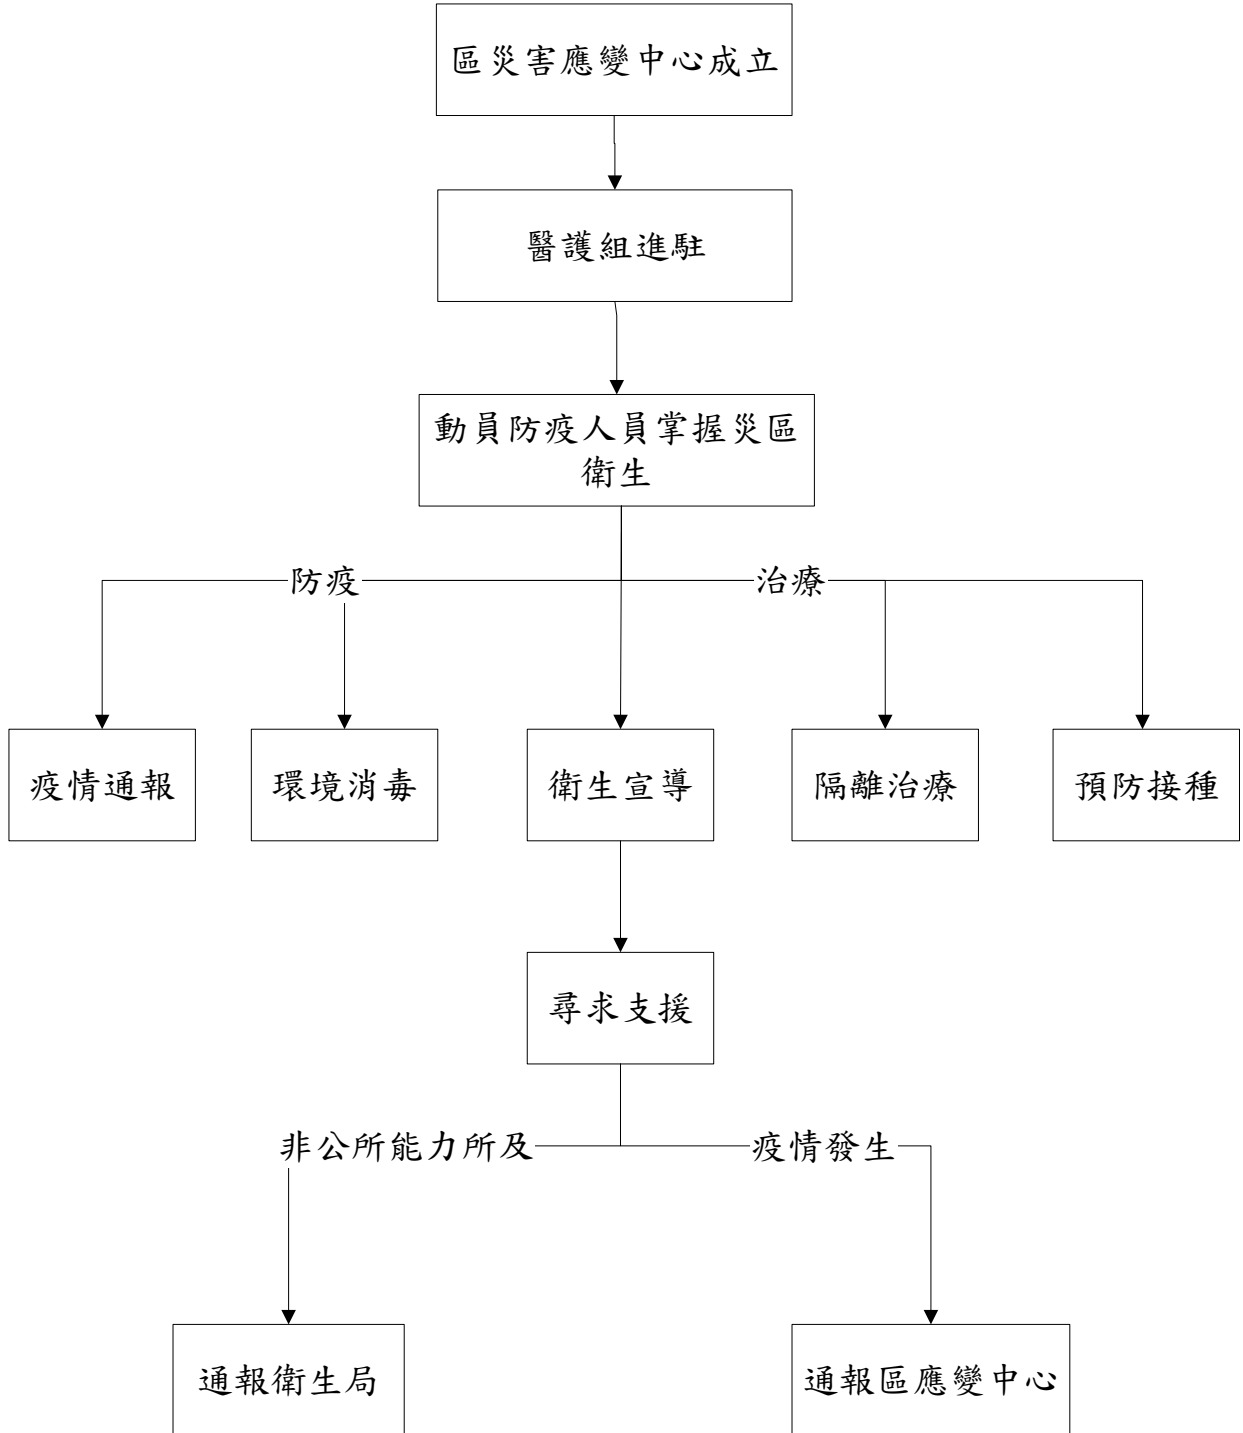 區災害應變中心成立
醫護組進駐
動員防疫人員掌握災區
衛生
防疫
治療
疫情通報
環境消毒
衛生宣導
隔離治療
預防接種
尋求支援
非公所能力所及
疫情發生
通報衛生局
通報區應變中心